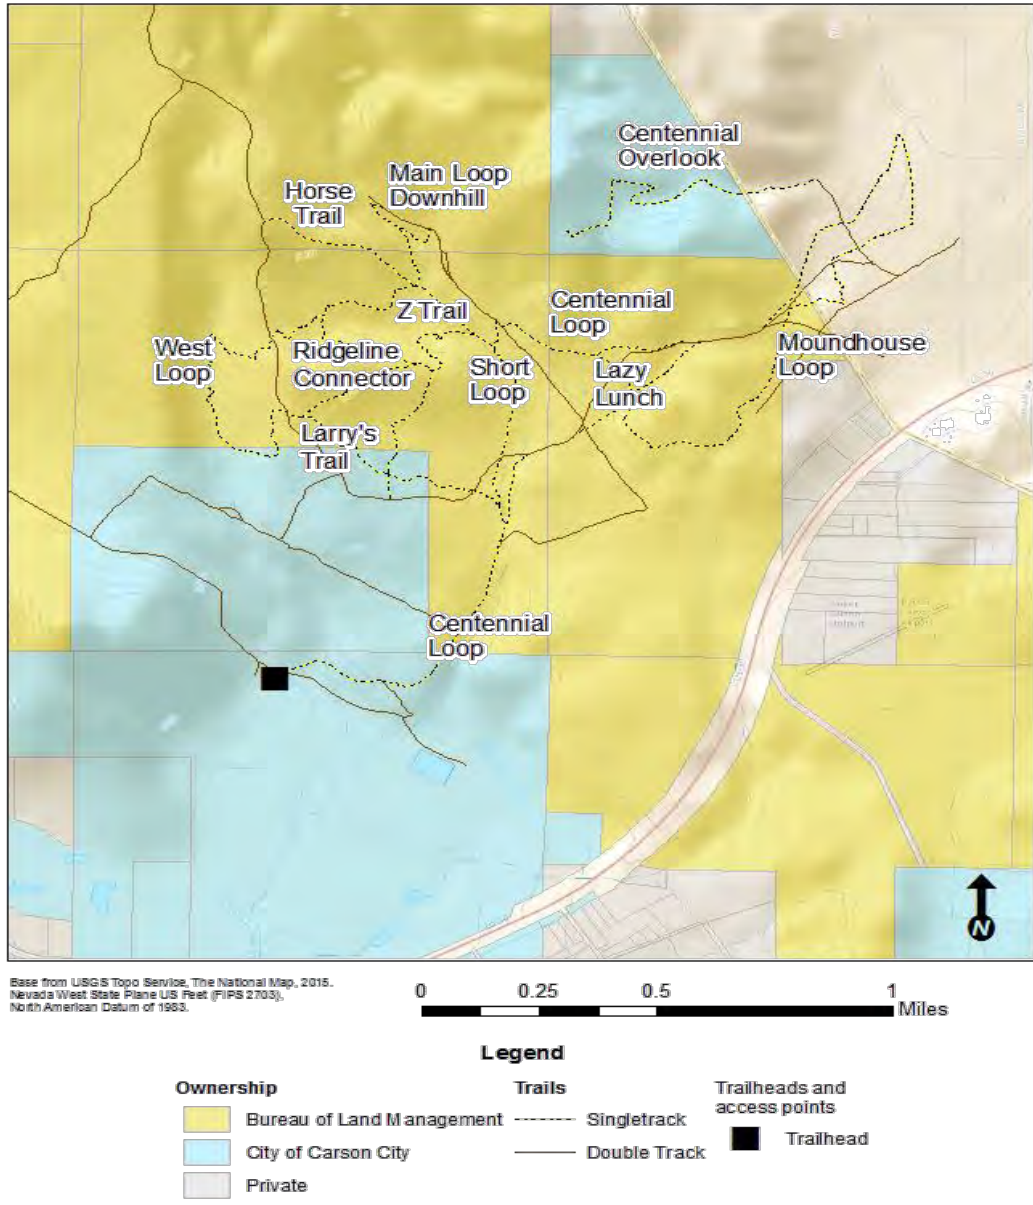 Centennial
Overlook
Main Loop
Downhill
Horse
Trail
Z Trail
Centennial
Loop
West
Loop
Ridgeline
Connector
Short
Loop
Lazy
Lunch
Moundhouse
Loop
Larry's
Trail
Centennial
Loop
N
Base from USGS Topo Service, The National Map, 2015.
Nevada West State Plane US Feet (FIPS 2703),
North American Datum of 1983.
0 0.25 0.5 1
Miles
Legend
Ownership
Bureau of Land Management
City of Carson City
Private
Trails
Singletrack
Double Track
Trailheads and
access points
Trailhead